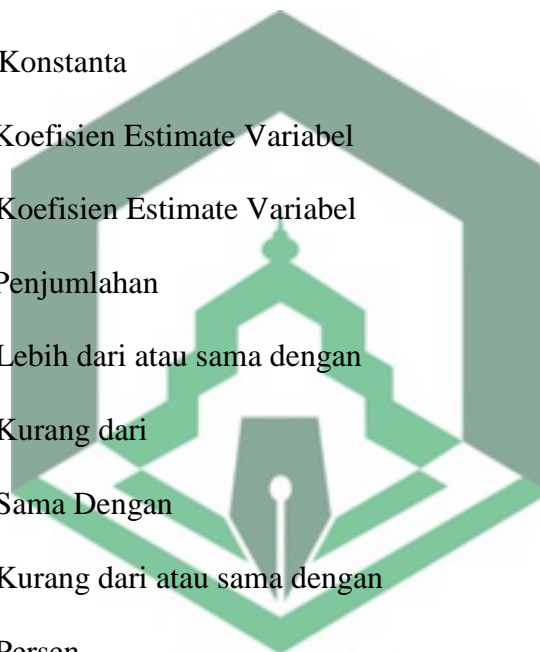 Konstanta
Koefisien Estimate Variabel
Koefisien Estimate Variabel
Penjumlahan
Lebih dari atau sama dengan
Kurang dari
Sama Dengan
Kurang dari atau sama dengan
Persen